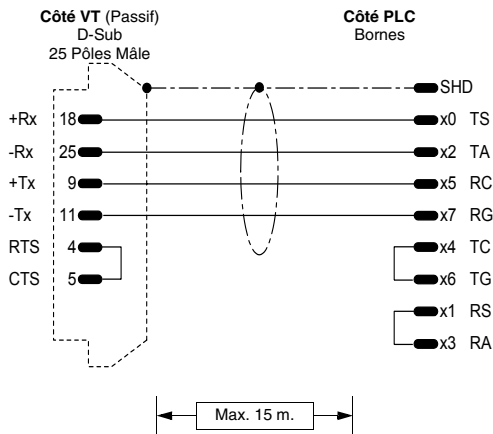 Côté VT (Passif) Côté PLC
D-Sub Bornes
25 Pôles Mâle
SHD
+Rx 18 x0 TS
-Rx 25 x2 TA
+Tx 9 x5 RC
-Tx 11 x7 RG
RTS 4 x4 TC
CTS 5 x6 TG
x1 RS
x3 RA
Max. 15 m.